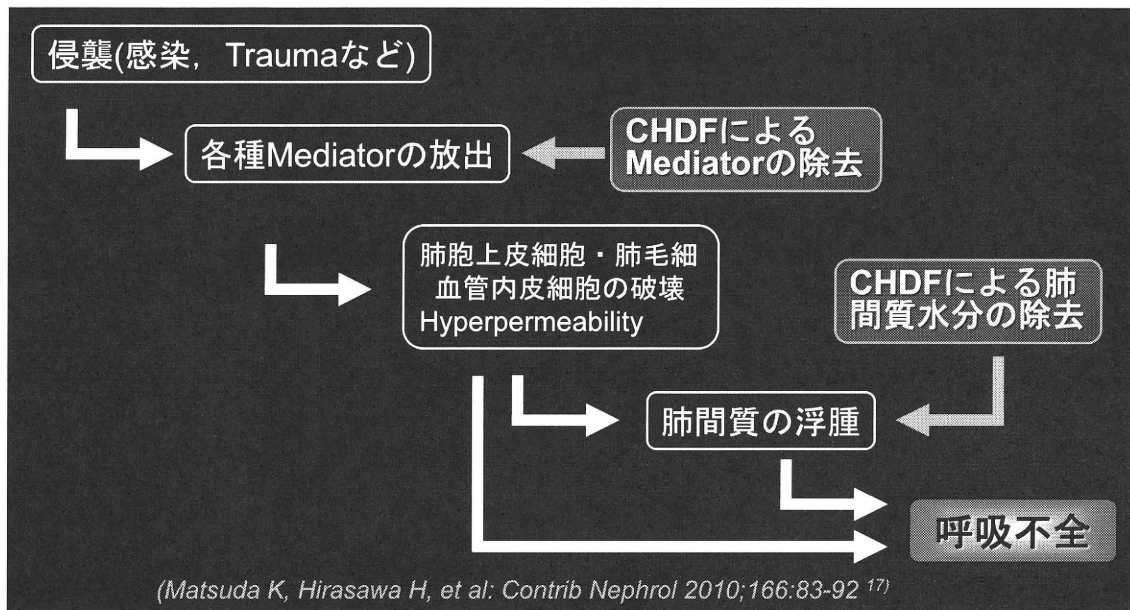 侵襲(感染，Traumaなど)
各種Mediatorの放出
CHDFによる
Mediatorの除去
肺胞上皮細胞・肺毛細
血管内皮細胞の破壊
Hyperpermeability
CHDFによる肺
間質水分の除去
肺間質の浮腫
呼吸不全
(Matsuda K, Hirasawa H, et al: Contrib Nephrol 2010;166:83-92 17)